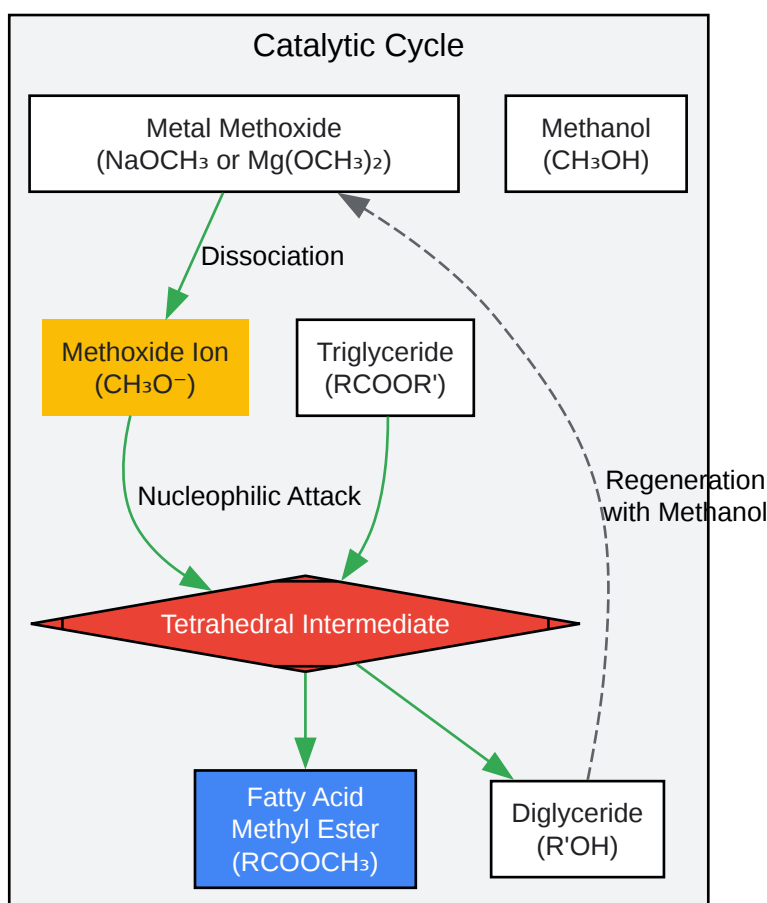 Catalytic Cycle
Metal Methoxide
(NaOCH₃ or Mg(OCH₃)₂)
Methanol
(CH₃OH)
Dissociation
Methoxide Ion
(CH₃O⁻)
Triglyceride
(RCOOR')
Nucleophilic Attack
Regeneration
with Methanol
Tetrahedral Intermediate
Fatty Acid
Methyl Ester
(RCOOCH₃)
Diglyceride
(R'OH)